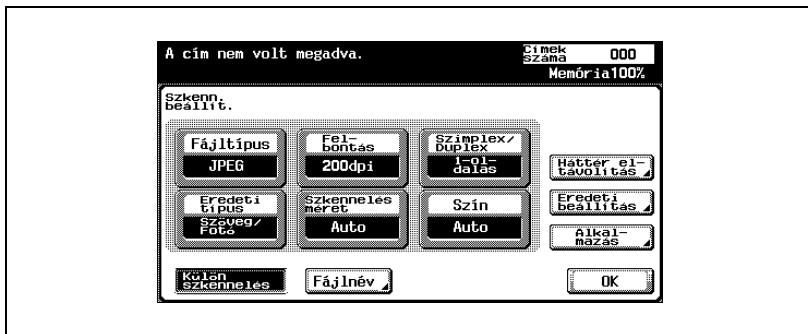 A cím nem volt megadva.
Címek
száma
000
Memória100%
Szkenn.
beállít.
Fájltípus
JPEG
Fel-
bontás
200dpi
Szimplex/
Duplex
1-ol-
dalas
Háttér el-
távolítás
Eredeti
típus
Szöveg/
Fotó
Szkennelés
méret
Auto
Szín
Auto
Eredeti
beállítás
Alkal-
mazás
Külön
szkennelés
Fájlnév
OK